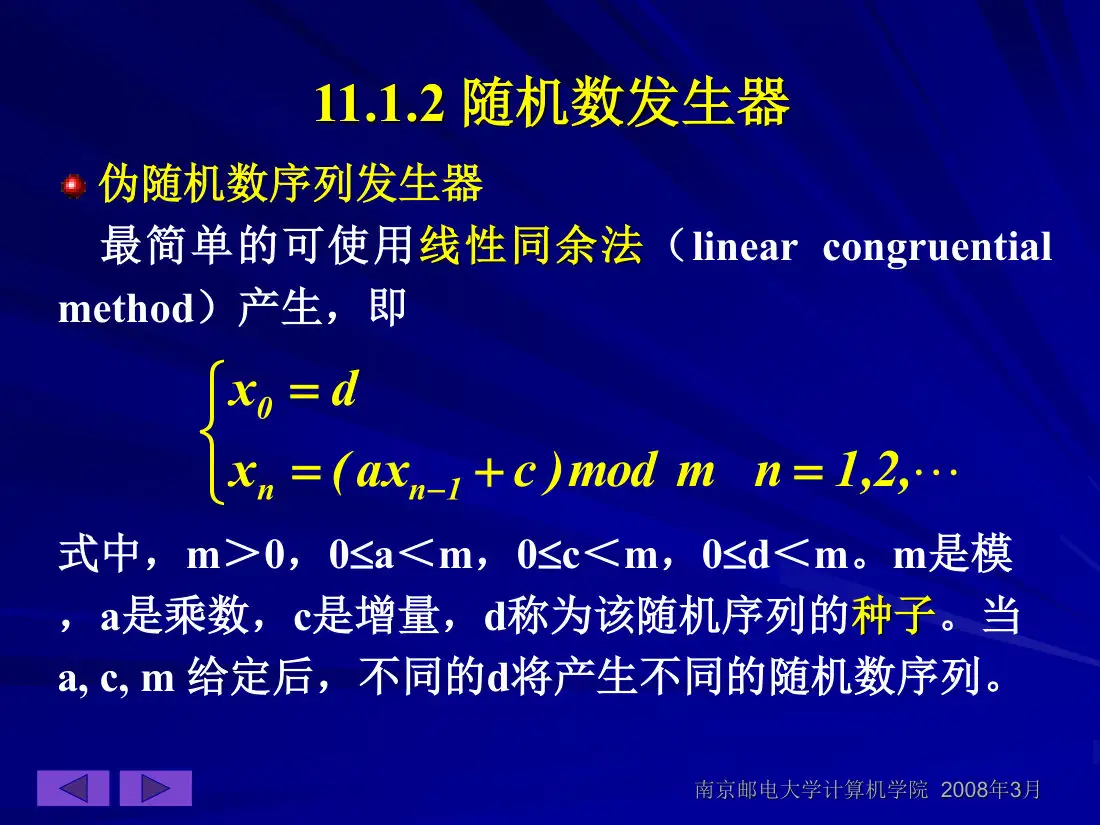 11.1.2 随机数发生器
伪随机数序列发生器
最简单的可使用线性同余法（linear congruential
method）产生，即
x₀ = d
xₙ = ( axₙ₋₁ + c ) mod m n = 1,2,⋯
式中，m＞0，0≤a＜m，0≤c＜m，0≤d＜m。m是模
，a是乘数，c是增量，d称为该随机序列的种子。当
a, c, m 给定后，不同的d将产生不同的随机数序列。
南京邮电大学计算机学院 2008年3月